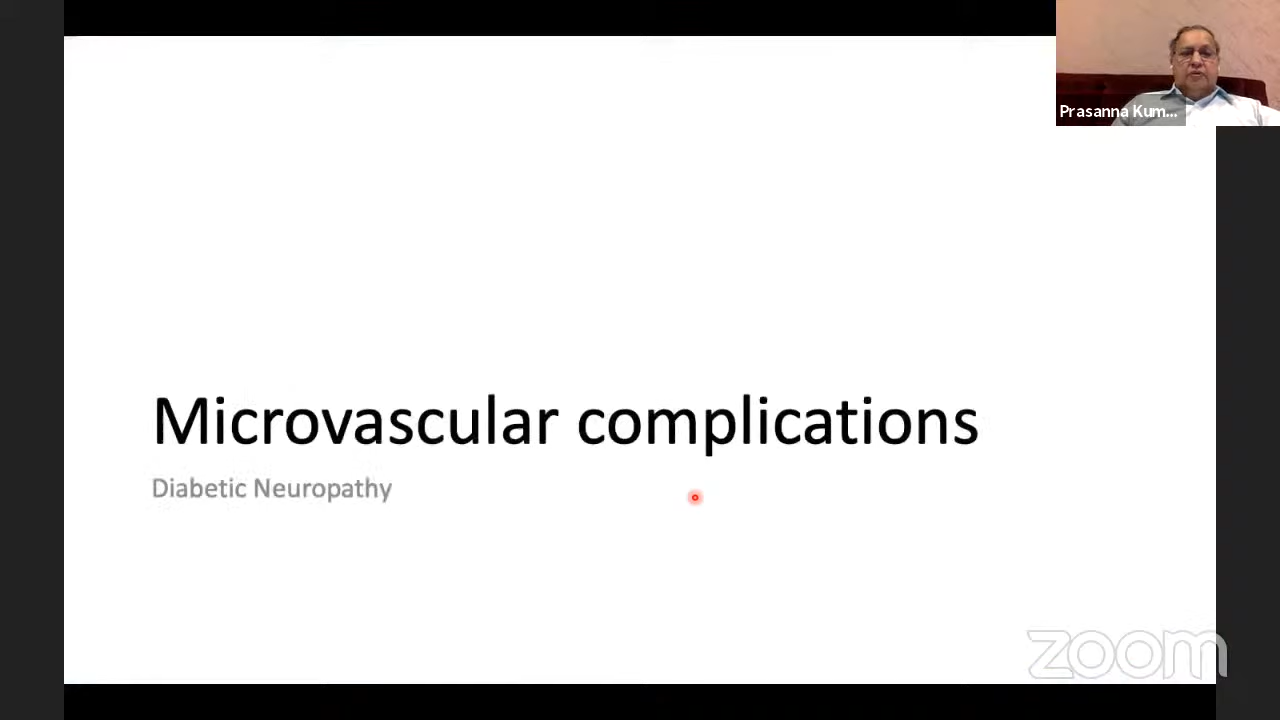 Prasanna Kum...
Microvascular complications
Diabetic Neuropathy
zoom